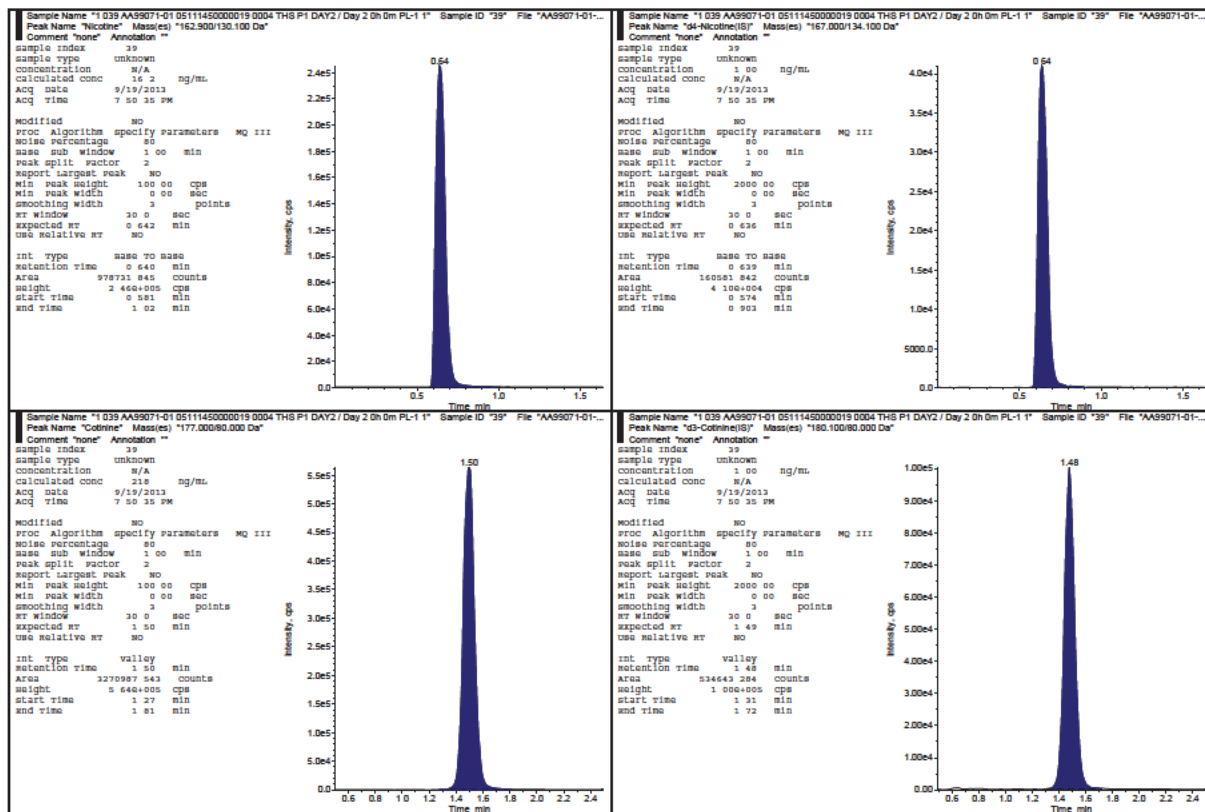 Sample Name "1 039 AA99071-01 05111450000019 0004 THS P1 DAY2 / Day 2 0h 0m PL-1 1" Sample ID "39" File "AA99071-01-...
Peak Name "Nicotine" Mass(es) "162.900/130.100 Da"
Comment "none" Annotation ""
Sample Index 39
Sample Type Unknown
Concentration N/A
Calculated Conc 16 2 ng/mL
Acq Date 9/19/2013
Acq Time 7 50 35 PM
Modified NO
Proc Algorithm Specify Parameters MQ III
Noise Percentage 80
Base Sub Window 1 00 min
Peak Split Factor 2
Report Largest Peak NO
Min Peak Height 100 00 cps
Min Peak Width 0 00 sec
Smoothing Width 3 points
RT Window 30 0 sec
Expected RT 0 642 min
Use Relative RT NO
Int Type Base To Base
Retention Time 0 640 min
Area 978731 845 counts
Height 2 46e+005 cps
Start Time 0 581 min
End Time 1 02 min
0.64
2.4e5
2.2e5
2.0e5
1.8e5
1.6e5
1.4e5
1.2e5
1.0e5
8.0e4
6.0e4
4.0e4
2.0e4
0.0
Intensity, cps
0.5 1.0 1.5
Time, min
Sample Name "1 039 AA99071-01 05111450000019 0004 THS P1 DAY2 / Day 2 0h 0m PL-1 1" Sample ID "39" File "AA99071-01-...
Peak Name "d4-Nicotine(IS)" Mass(es) "167.000/134.100 Da"
Comment "none" Annotation ""
Sample Index 39
Sample Type Unknown
Concentration 1 00 ng/mL
Calculated Conc N/A
Acq Date 9/19/2013
Acq Time 7 50 35 PM
Modified NO
Proc Algorithm Specify Parameters MQ III
Noise Percentage 80
Base Sub Window 1 00 min
Peak Split Factor 2
Report Largest Peak NO
Min Peak Height 2000 00 cps
Min Peak Width 0 00 sec
Smoothing Width 3 points
RT Window 30 0 sec
Expected RT 0 636 min
Use Relative RT NO
Int Type Base To Base
Retention Time 0 639 min
Area 160581 842 counts
Height 4 10e+004 cps
Start Time 0 574 min
End Time 0 903 min
0.64
4.0e4
3.5e4
3.0e4
2.5e4
2.0e4
1.5e4
1.0e4
5000.0
0.0
Intensity, cps
0.5 1.0 1.5
Time, min
Sample Name "1 039 AA99071-01 05111450000019 0004 THS P1 DAY2 / Day 2 0h 0m PL-1 1" Sample ID "39" File "AA99071-01-...
Peak Name "Cotinine" Mass(es) "177.000/80.000 Da"
Comment "none" Annotation ""
Sample Index 39
Sample Type Unknown
Concentration N/A
Calculated Conc 218 ng/mL
Acq Date 9/19/2013
Acq Time 7 50 35 PM
Modified NO
Proc Algorithm Specify Parameters MQ III
Noise Percentage 80
Base Sub Window 1 00 min
Peak Split Factor 2
Report Largest Peak NO
Min Peak Height 100 00 cps
Min Peak Width 0 00 sec
Smoothing Width 3 points
RT Window 30 0 sec
Expected RT 1 50 min
Use Relative RT NO
Int Type Valley
Retention Time 1 50 min
Area 3270987 543 counts
Height 5 64e+005 cps
Start Time 1 27 min
End Time 1 81 min
1.50
5.5e5
5.0e5
4.5e5
4.0e5
3.5e5
3.0e5
2.5e5
2.0e5
1.5e5
1.0e5
5.0e4
0.0
Intensity, cps
0.6 0.8 1.0 1.2 1.4 1.6 1.8 2.0 2.2 2.4
Time, min
Sample Name "1 039 AA99071-01 05111450000019 0004 THS P1 DAY2 / Day 2 0h 0m PL-1 1" Sample ID "39" File "AA99071-01-...
Peak Name "d3-Cotinine(IS)" Mass(es) "180.100/80.000 Da"
Comment "none" Annotation ""
Sample Index 39
Sample Type Unknown
Concentration 1 00 ng/mL
Calculated Conc N/A
Acq Date 9/19/2013
Acq Time 7 50 35 PM
Modified NO
Proc Algorithm Specify Parameters MQ III
Noise Percentage 80
Base Sub Window 1 00 min
Peak Split Factor 2
Report Largest Peak NO
Min Peak Height 2000 00 cps
Min Peak Width 0 00 sec
Smoothing Width 3 points
RT Window 30 0 sec
Expected RT 1 49 min
Use Relative RT NO
Int Type Valley
Retention Time 1 48 min
Area 534643 284 counts
Height 1 00e+005 cps
Start Time 1 31 min
End Time 1 72 min
1.48
1.00e5
9.00e4
8.00e4
7.00e4
6.00e4
5.00e4
4.00e4
3.00e4
2.00e4
1.00e4
0.00
Intensity, cps
0.6 0.8 1.0 1.2 1.4 1.6 1.8 2.0 2.2 2.4
Time, min